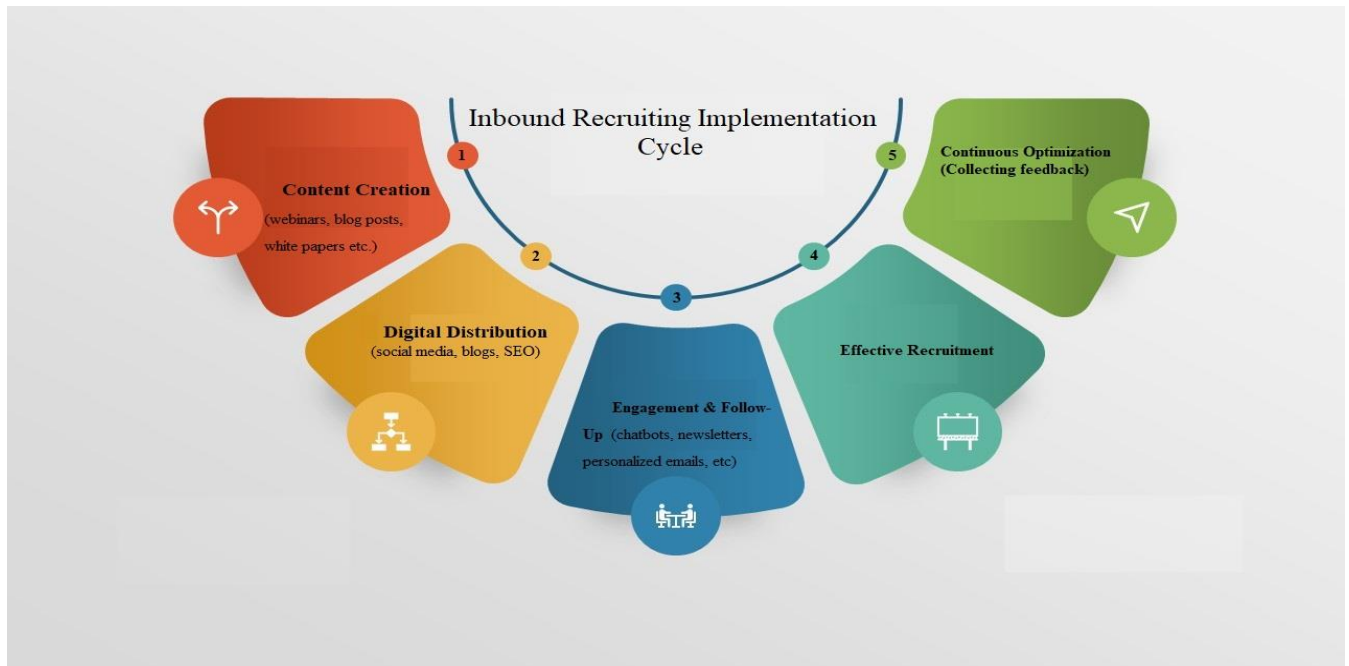 Inbound Recruiting Implementation
Cycle
1
Content Creation
(webinars, blog posts,
white papers etc.)
2
Digital Distribution
(social media, blogs, SEO)
3
Engagement & Follow-
Up (chatbots, newsletters,
personalized emails, etc)
4
Effective Recruitment
5
Continuous Optimization
(Collecting feedback)